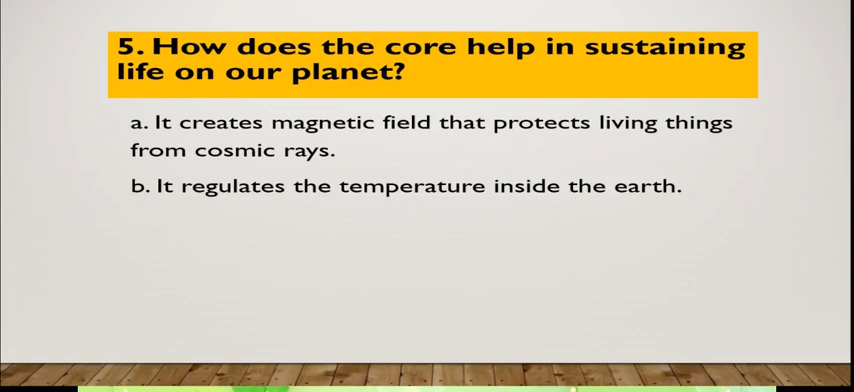 5. How does the core help in sustaining
life on our planet?
a. It creates magnetic field that protects living things
from cosmic rays.
b. It regulates the temperature inside the earth.